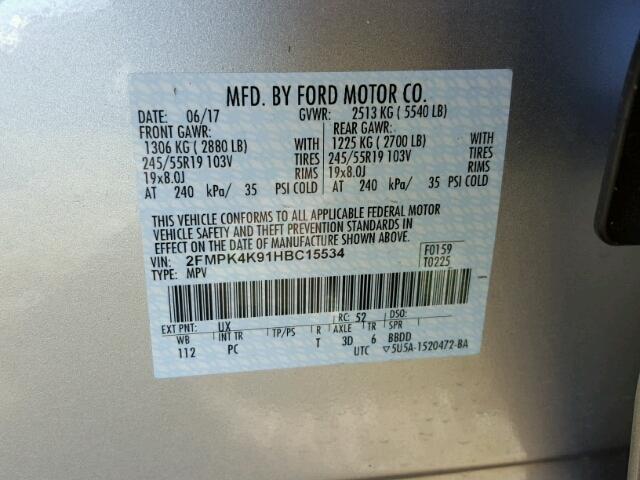 MFD. BY FORD MOTOR CO.
DATE: 06/17 GVWR: 2513 KG ( 5540 LB)
FRONT GAWR: REAR GAWR:
1306 KG ( 2880 LB) WITH 1225 KG ( 2700 LB) WITH
245/55R19 103V TIRES 245/55R19 103V TIRES
19x8.0J RIMS 19x8.0J RIMS
AT 240 kPa/ 35 PSI COLD AT 240 kPa/ 35 PSI COLD
THIS VEHICLE CONFORMS TO ALL APPLICABLE FEDERAL MOTOR
VEHICLE SAFETY AND THEFT PREVENTION STANDARDS IN
EFFECT ON THE DATE OF MANUFACTURE SHOWN ABOVE.
VIN: 2FMPK4K91HBC15534 F0159
TYPE: MPV T0225
EXT PNT: UX RC: 52 DSO:
WB INT TR TP/PS R AXLE TR SPR
112 PC T 3D 6 BBDD
UTC ▽5U5A-1520472-BA